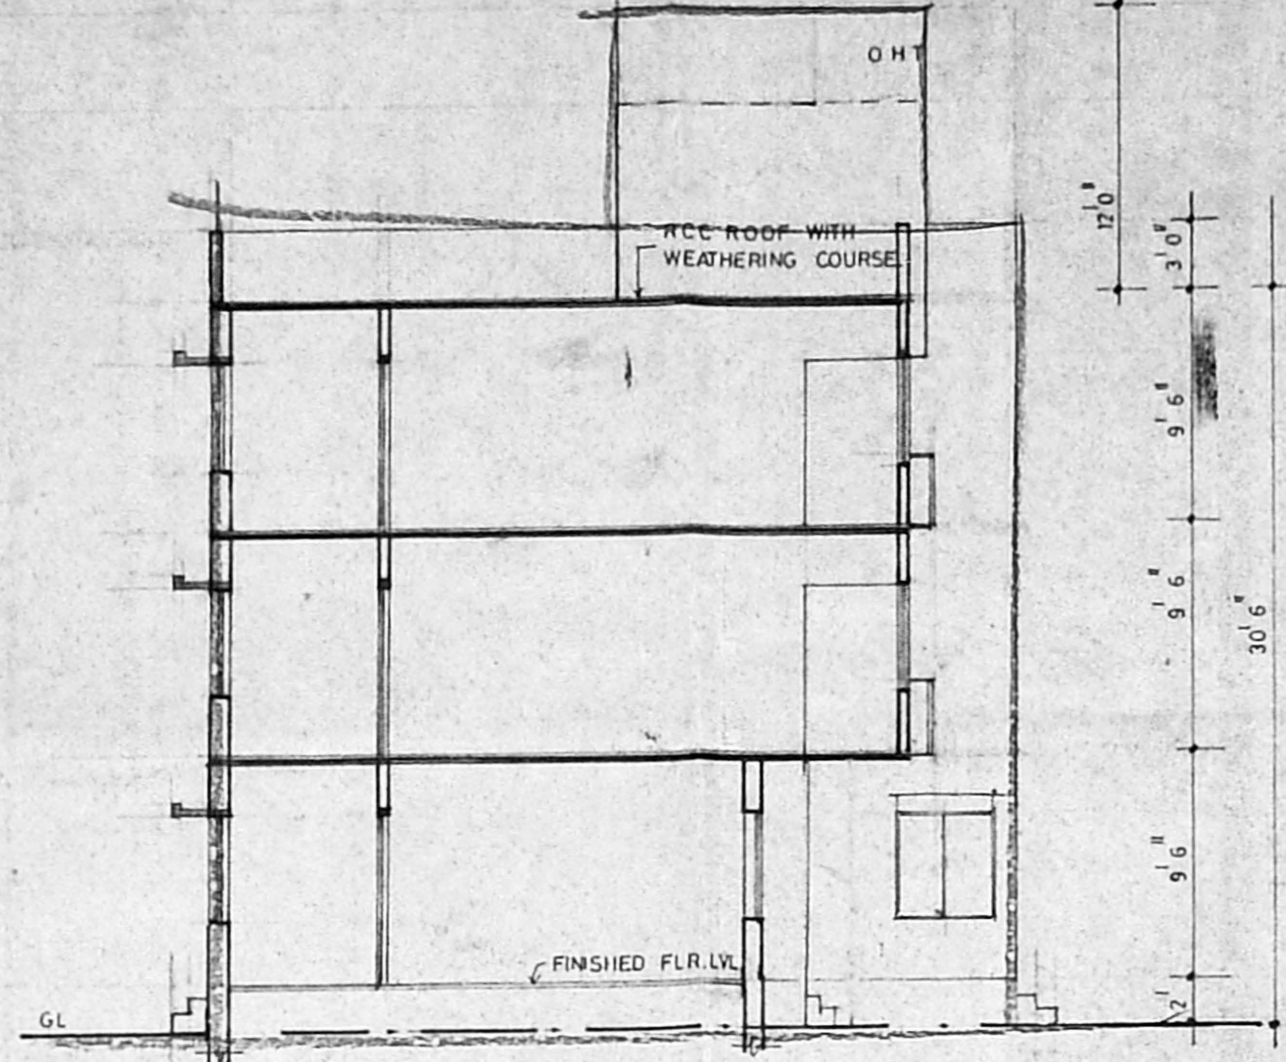 OHT
RCC ROOF WITH
WEATHERING COURSE
12'0"
3'0"
9'6"
9'6"
30'6"
9'6"
FINISHED FLR.LVL
2'
GL